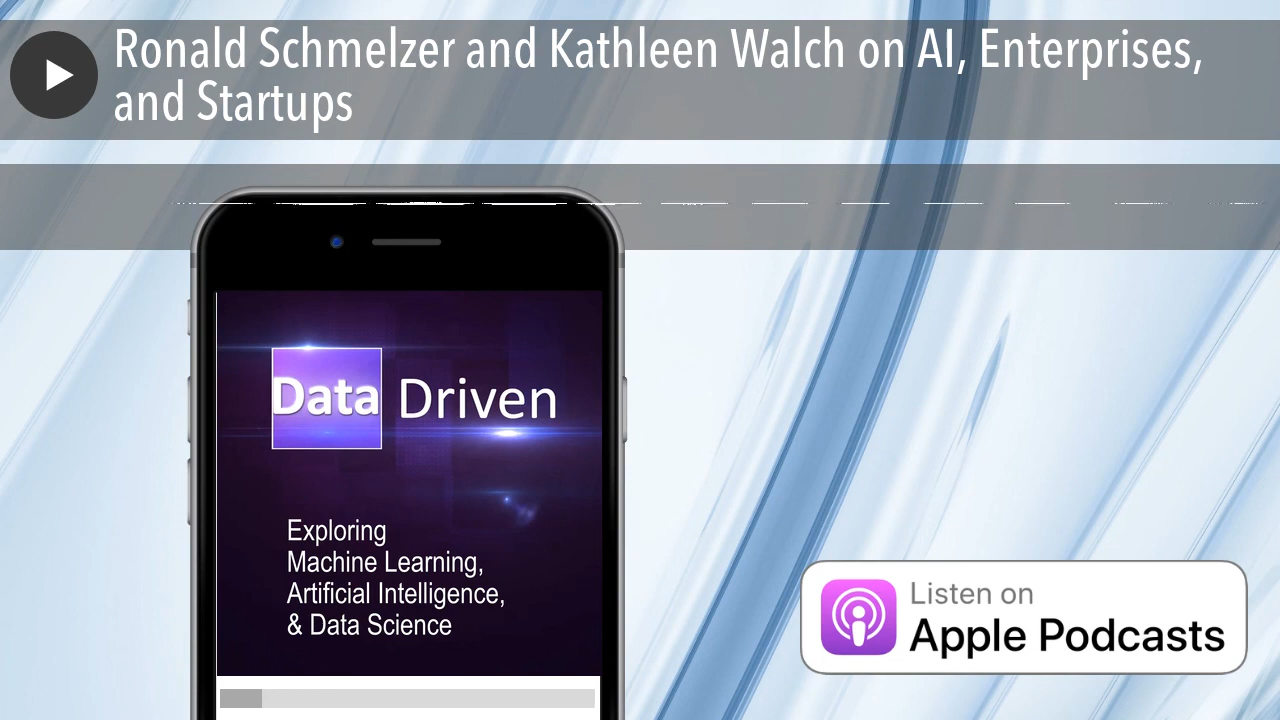 Ronald Schmelzer and Kathleen Walch on AI, Enterprises,
and Startups
Data Driven
Exploring
Machine Learning,
Artificial Intelligence,
& Data Science
Listen on
Apple Podcasts